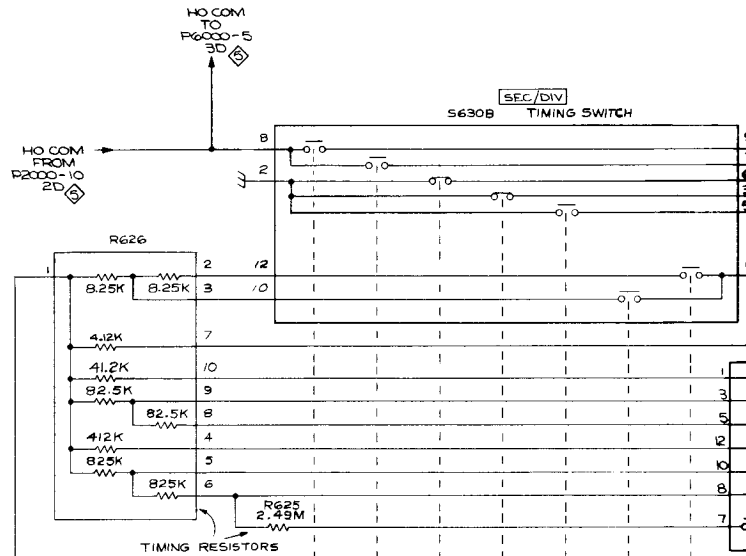 HO COM
TO
P6000-5
3D 5
SEC/DIV
S630B TIMING SWITCH
8
HO COM
FROM
P2000-10
2D 5
2
R626
1
2
12
8.25K
8.25K
3
10
4.12K
7
41.2K
10
1
82.5K
9
3
82.5K
8
5
412K
4
12
825K
5
10
825K
6
8
R625
2.49M
7
TIMING RESISTORS